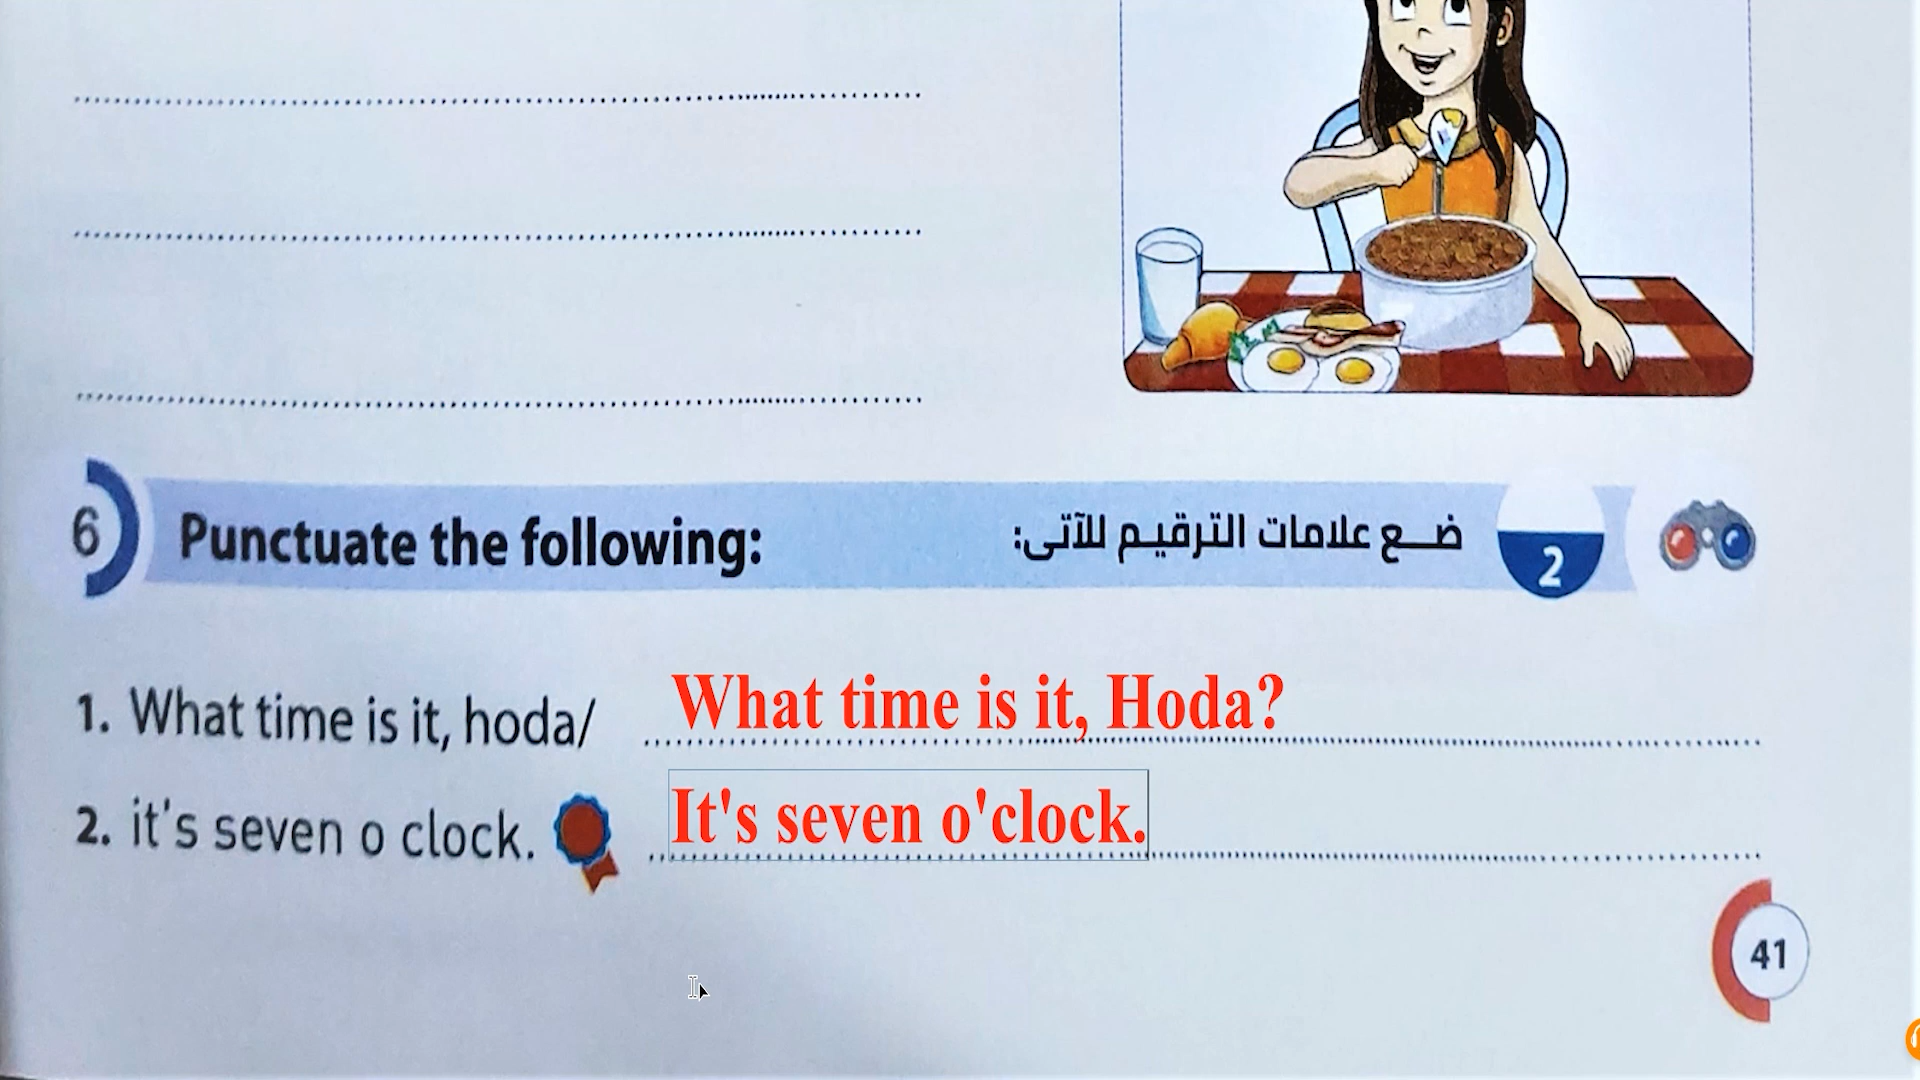 6 Punctuate the following: ضع علامات الترقيم للآتى: 2
1. What time is it, hoda/ What time is it, Hoda?
2. it's seven o clock. It's seven o'clock.
41